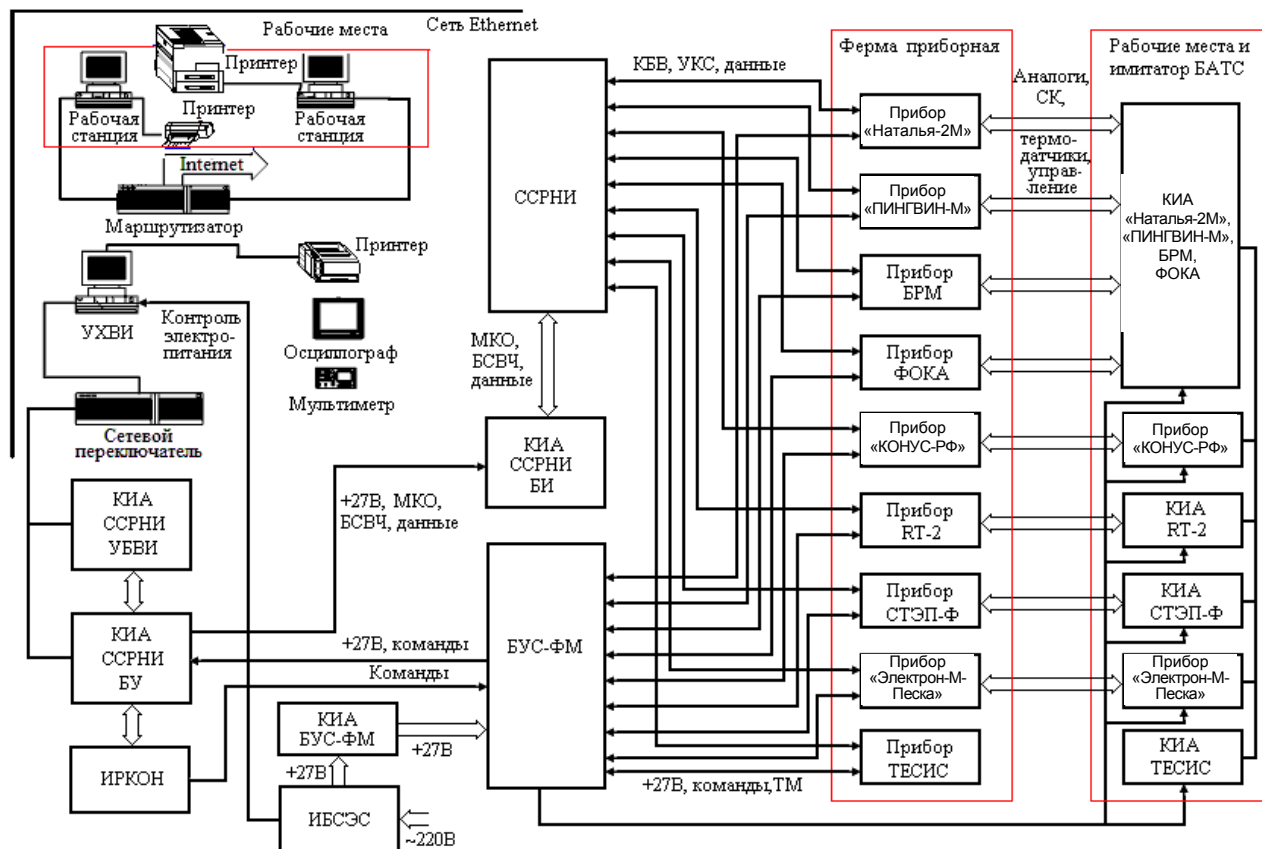 Сеть Ethernet
Рабочие места
Принтер
Принтер
Рабочая
станция
Рабочая
станция
Internet
Маршрутизатор
Принтер
УХВИ
Контроль
электро-
питания
Осциллограф
Мультиметр
Сетевой
переключатель
КИА
ССРНИ
УБВИ
КИА
ССРНИ
БУ
ИРКОН
+27В, МКО,
БСВЧ, данные
+27В, команды
Команды
КИА
БУС-ФМ
+27В
+27В
ИБСЭС
~220В
ССРНИ
МКО,
БСВЧ,
данные
КИА
ССРНИ
БИ
БУС-ФМ
КБВ, УКС, данные
+27В, команды,ТМ
Ферма приборная
Прибор
«Наталья-2М»
Прибор
«ПИНГВИН-М»
Прибор
БРМ
Прибор
ФОКА
Прибор
«КОНУС-РФ»
Прибор
RT-2
Прибор
СТЭП-Ф
Прибор
«Электрон-М-
Песка»
Прибор
ТЕСИС
Аналоги,
СК,
термо-
датчики,
управ-
ление
Рабочие места и
имитатор БАТС
КИА
«Наталья-2М»,
«ПИНГВИН-М»,
БРМ,
ФОКА
Прибор
«КОНУС-РФ»
КИА
RT-2
КИА
СТЭП-Ф
Прибор
«Электрон-М-
Песка»
КИА
ТЕСИС